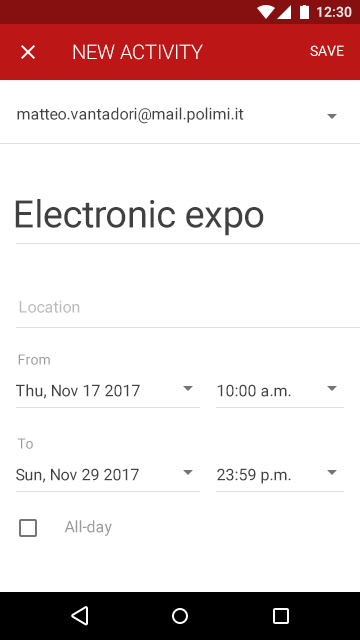 12:30
NEW ACTIVITY SAVE
matteo.vantadori@mail.polimi.it
Electronic expo
Location
From
Thu, Nov 17 2017 10:00 a.m.
To
Sun, Nov 29 2017 23:59 p.m.
All-day